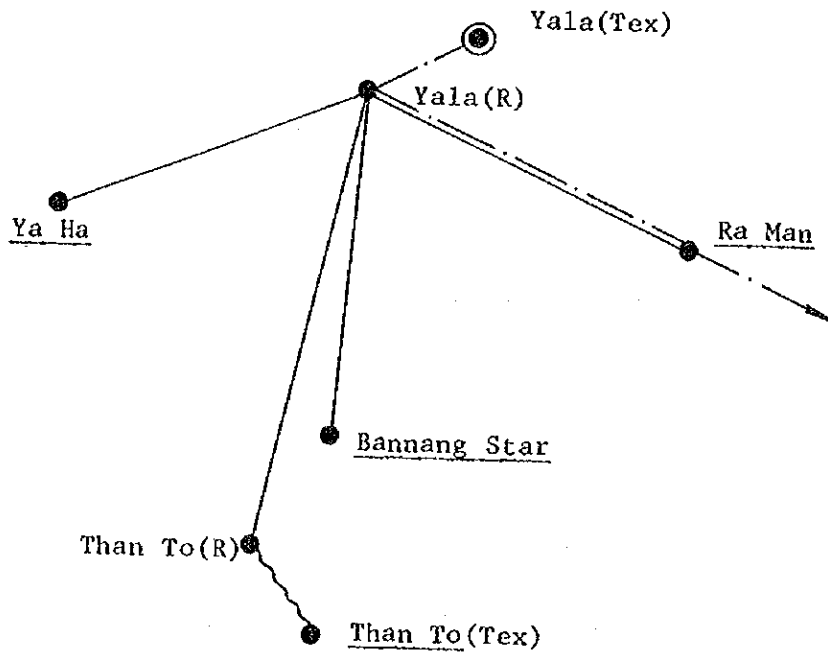 Yala(Tex)
Yala(R)
Ya Ha
Ra Man
Bannang Star
Than To(R)
Than To(Tex)